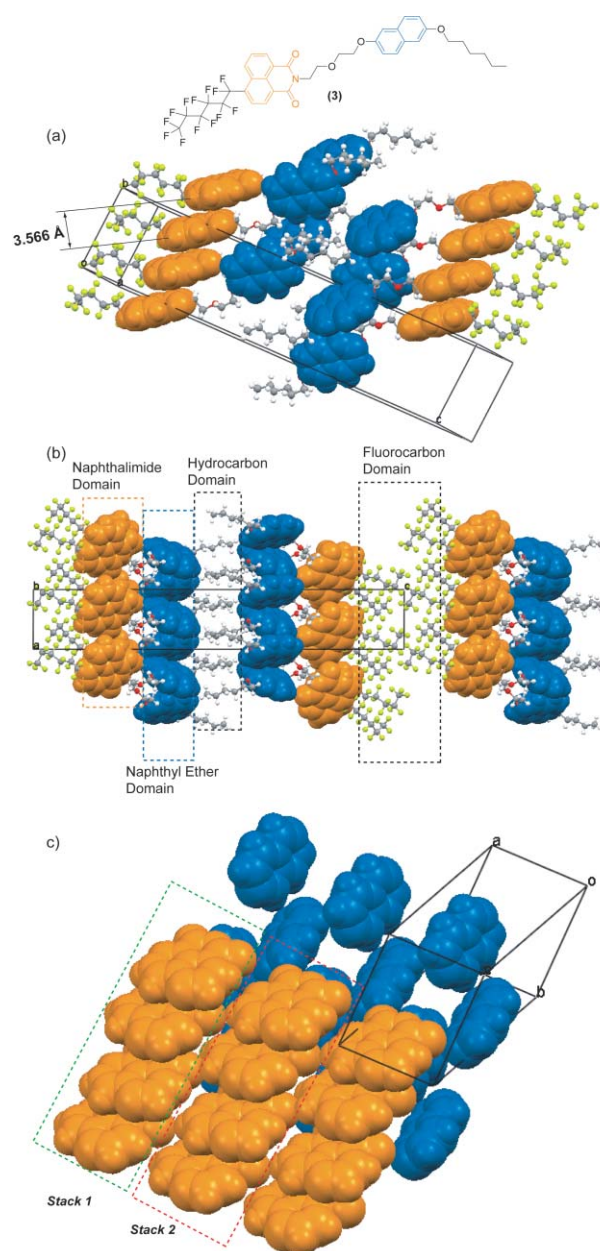 O
O
O
N
O
O
O
F
F
F
F
F
F
F
F
F
F
F
F
F
(3)
(a)
b
3.566 Å
o
a
c
(b)
Naphthalimide
Domain
Hydrocarbon
Domain
Fluorocarbon
Domain
b
c
a
Naphthyl Ether
Domain
c)
a
o
c
b
Stack 1
Stack 2